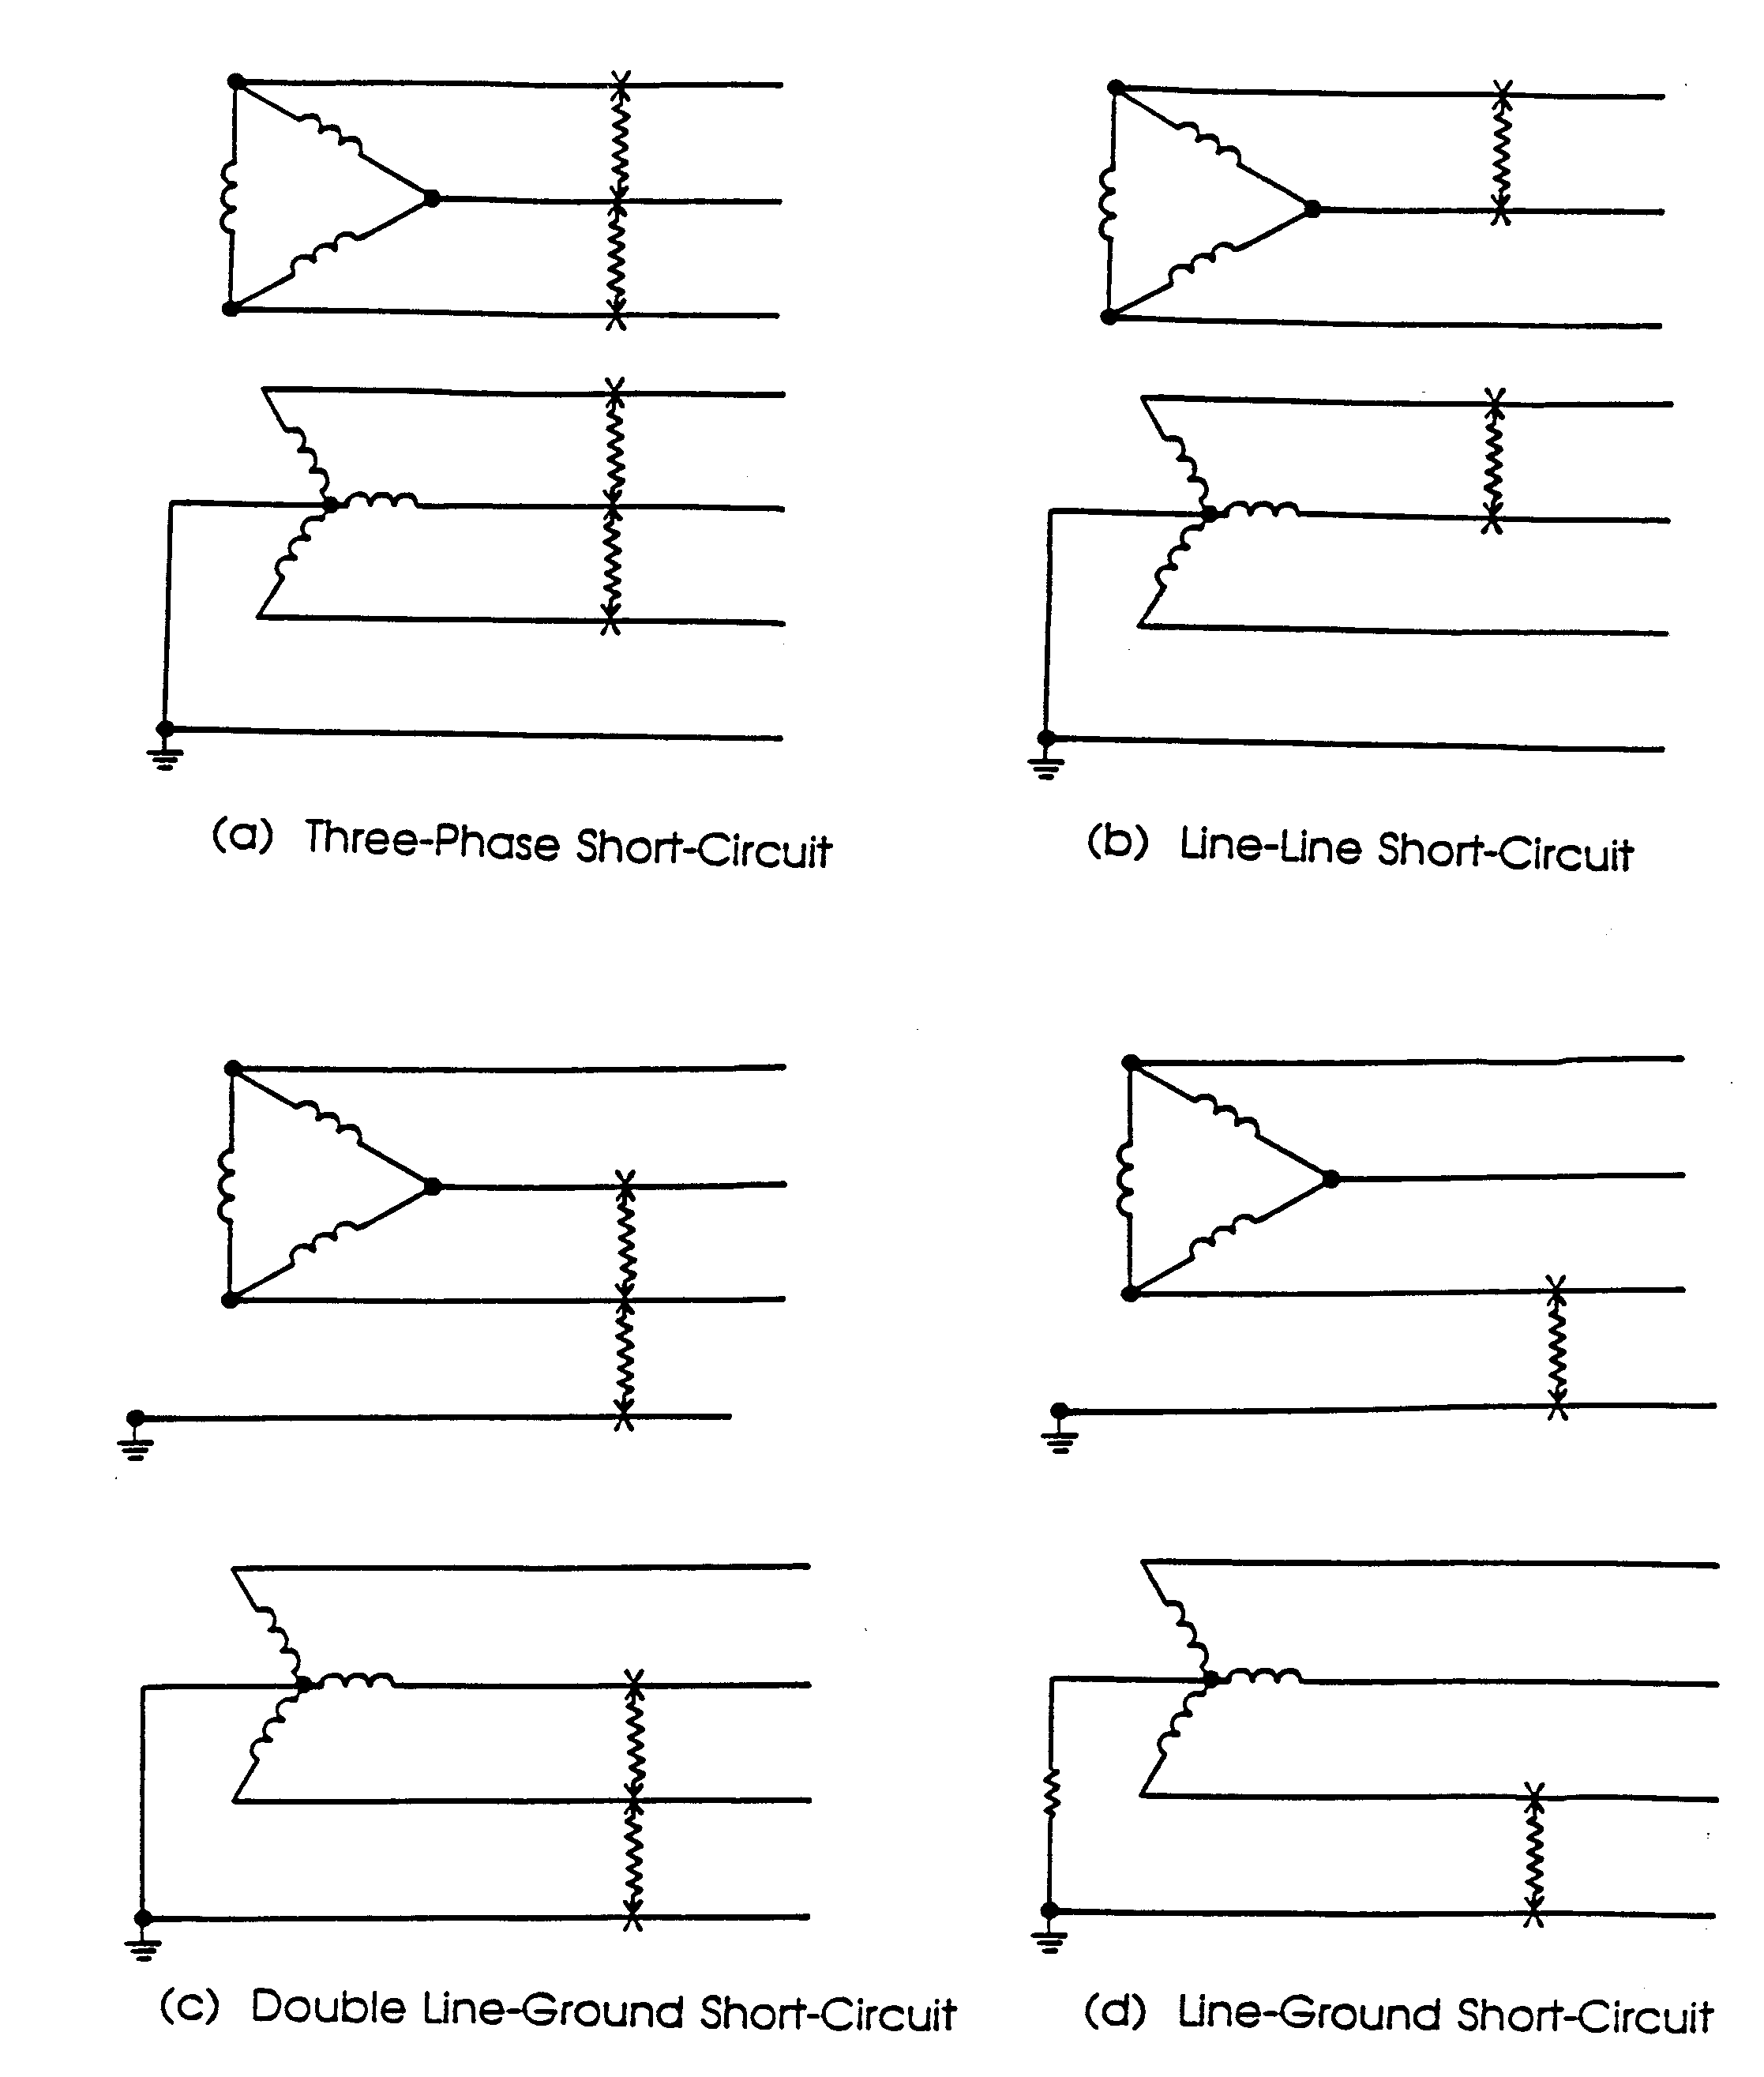 (a) Three-Phase Short-Circuit
(b) Line-Line Short-Circuit
(c) Double Line-Ground Short-Circuit
(d) Line-Ground Short-Circuit